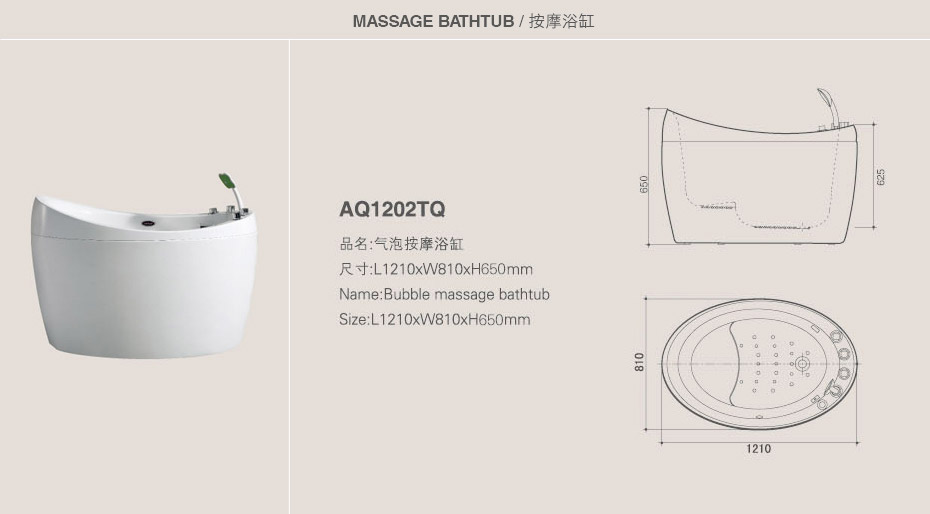 MASSAGE BATHTUB / 按摩浴缸
AQ1202TQ
品名:气泡按摩浴缸
尺寸:L1210xW810xH650mm
Name:Bubble massage bathtub
Size:L1210xW810xH650mm
650
625
810
1210